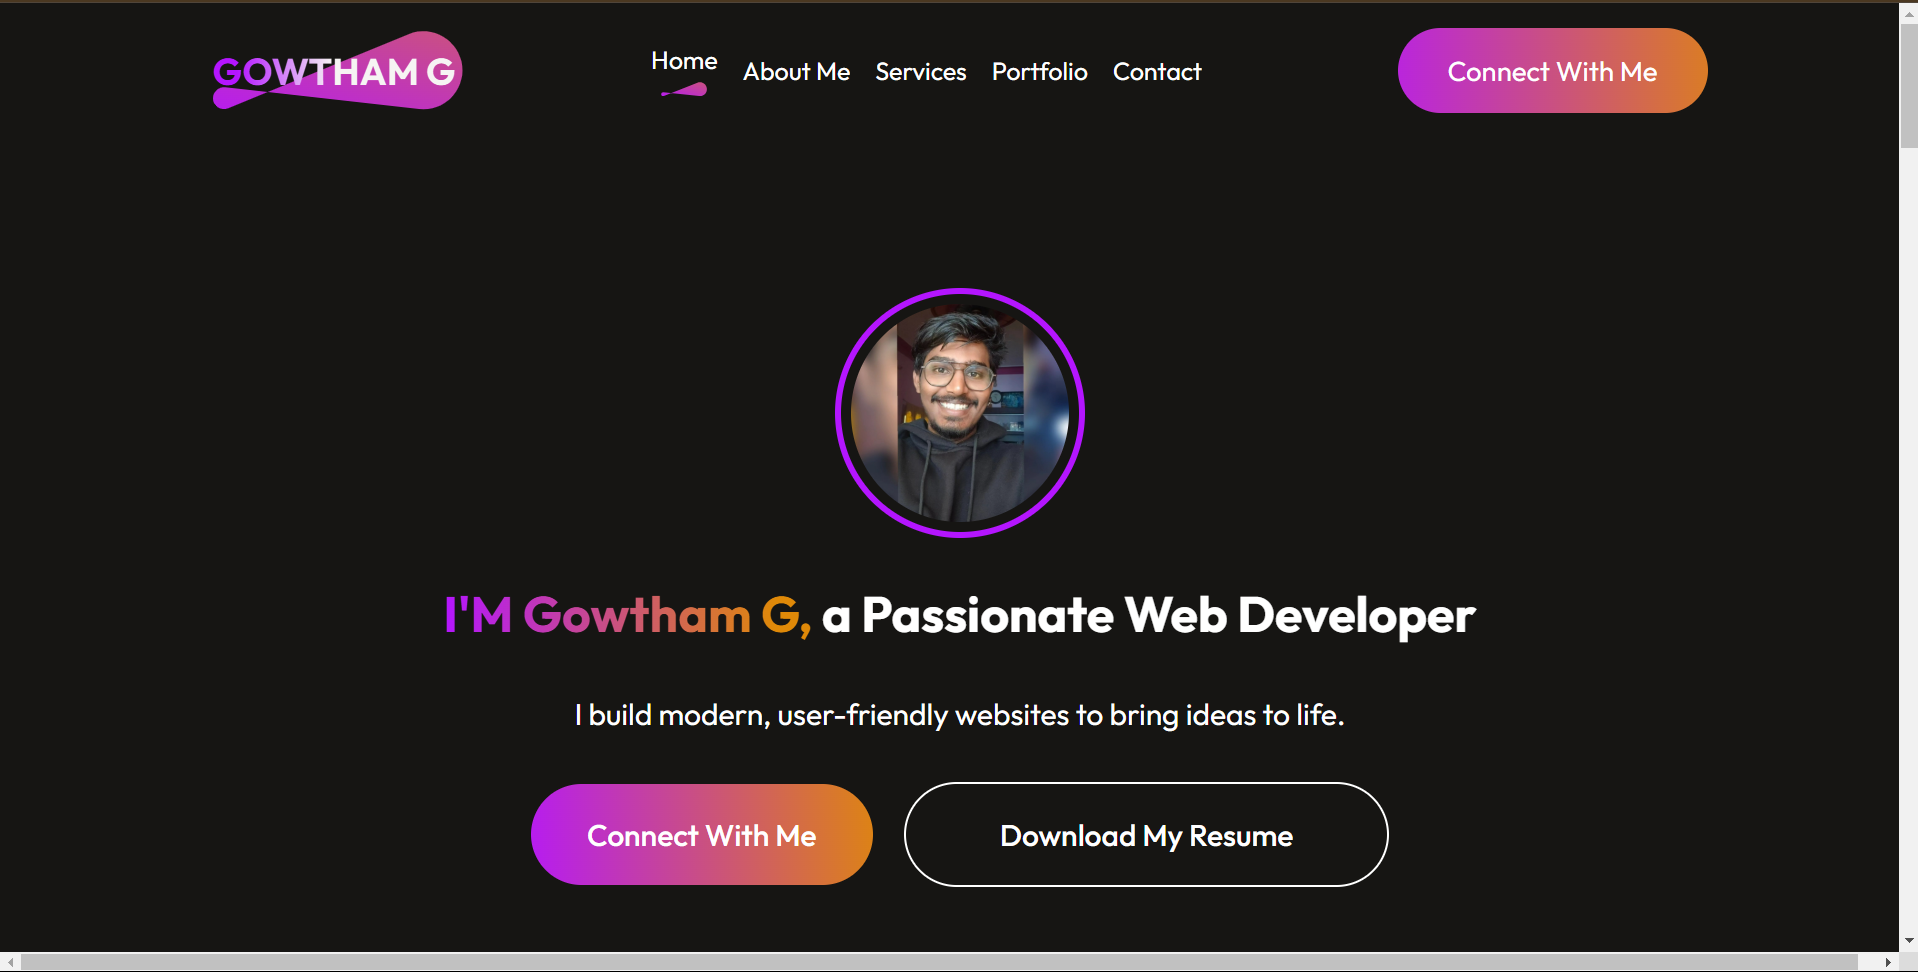 GOWTHAM G
Home About Me Services Portfolio Contact
Connect With Me
I'M Gowtham G, a Passionate Web Developer
I build modern, user-friendly websites to bring ideas to life.
Connect With Me
Download My Resume